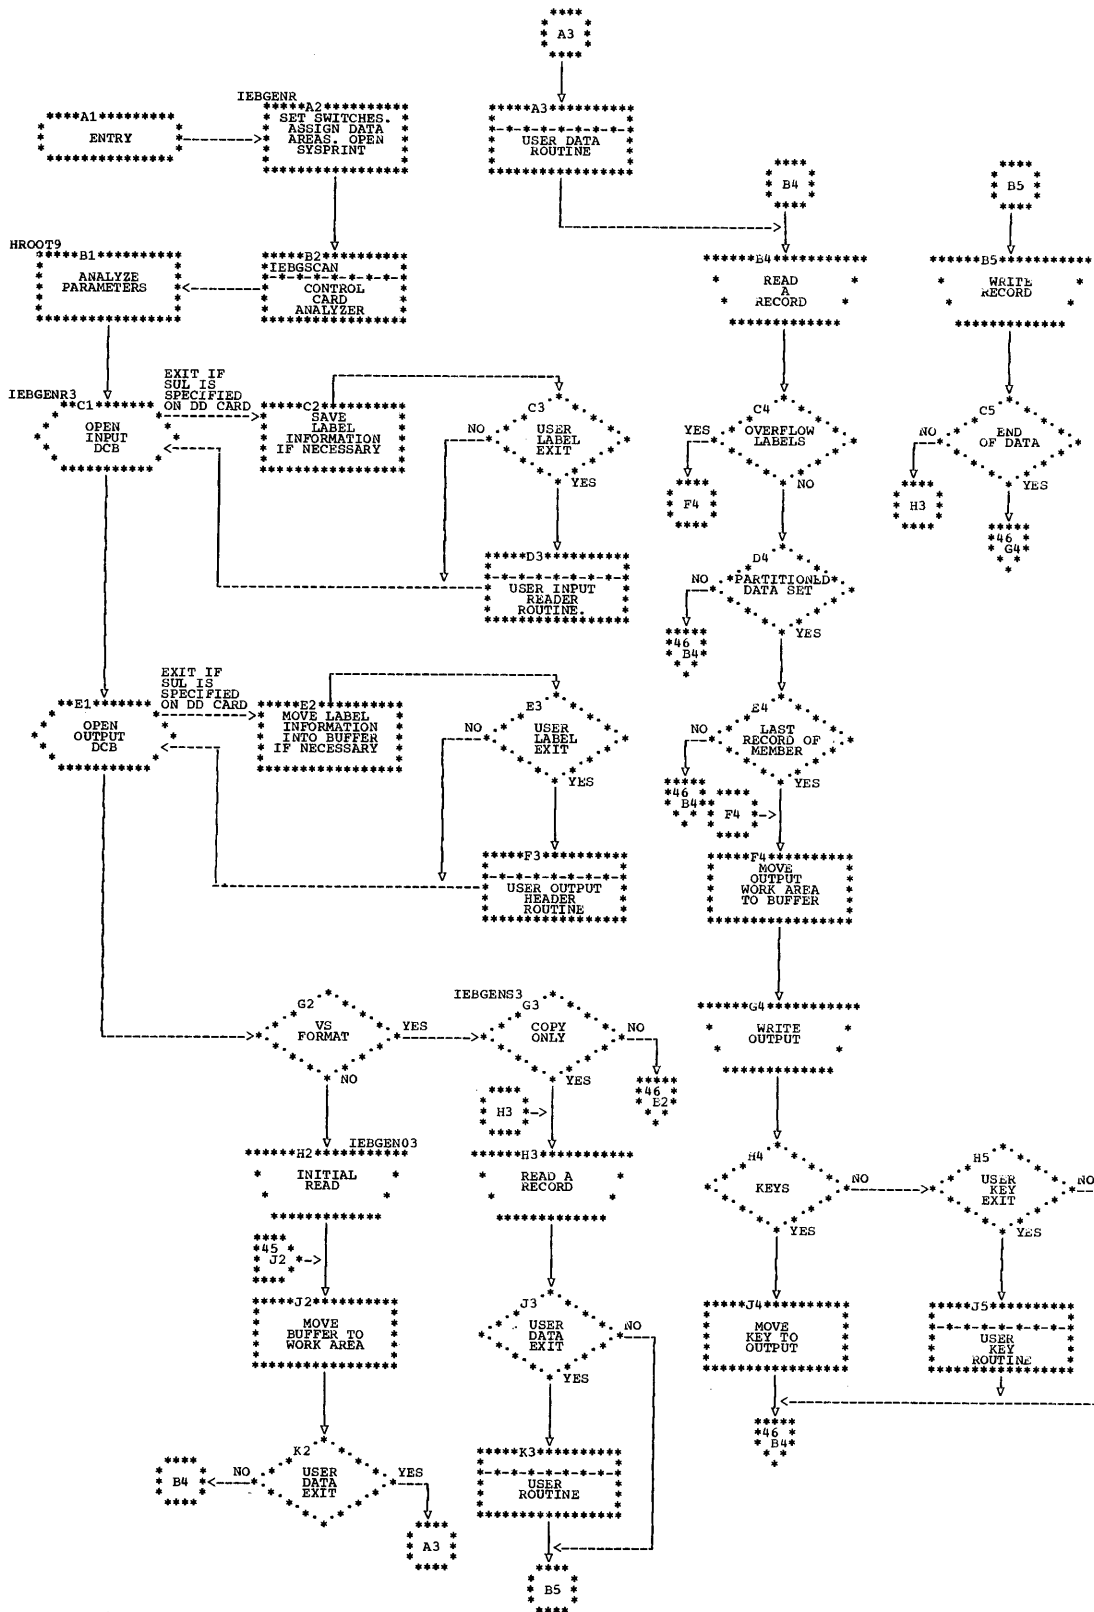 A3
IEBGENR
A1
ENTRY
A2
SET SWITCHES.
ASSIGN DATA
AREAS. OPEN
SYSPRINT
A3
USER DATA
ROUTINE
B4
B5
HROOT9
B1
ANALYZE
PARAMETERS
B2
IEBGSCAN
CONTROL
CARD
ANALYZER
B4
READ
A
RECORD
B5
WRITE
RECORD
IEBGENR3
C1
OPEN
INPUT
DCB
EXIT IF
SUL IS
SPECIFIED
ON DD CARD
C2
SAVE
LABEL
INFORMATION
IF NECESSARY
C3
USER
LABEL
EXIT
NO
YES
C4
OVERFLOW
LABELS
YES
NO
F4
C5
END
OF DATA
NO
YES
H3
46
G4
D3
USER INPUT
READER
ROUTINE.
D4
PARTITIONED
DATA SET
NO
YES
46
B4
E1
OPEN
OUTPUT
DCB
EXIT IF
SUL IS
SPECIFIED
ON DD CARD
E2
MOVE LABEL
INFORMATION
INTO BUFFER
IF NECESSARY
E3
USER
LABEL
EXIT
NO
YES
E4
LAST
RECORD OF
MEMBER
NO
YES
46
B4
F4
F3
USER OUTPUT
HEADER
ROUTINE
F4
MOVE
OUTPUT
WORK AREA
TO BUFFER
G2
VS
FORMAT
YES
NO
IEBGENS3
G3
COPY
ONLY
NO
YES
46
B2
G4
WRITE
OUTPUT
H3
IEBGEN03
H2
INITIAL
READ
H3
READ A
RECORD
H4
KEYS
NO
YES
H5
USER
KEY
EXIT
NO
YES
45
J2
J2
MOVE
BUFFER TO
WORK AREA
J3
USER
DATA
EXIT
NO
YES
J4
MOVE
KEY TO
OUTPUT
J5
USER
KEY
ROUTINE
46
B4
K2
USER
DATA
EXIT
NO
YES
B4
A3
K3
USER
ROUTINE
B5